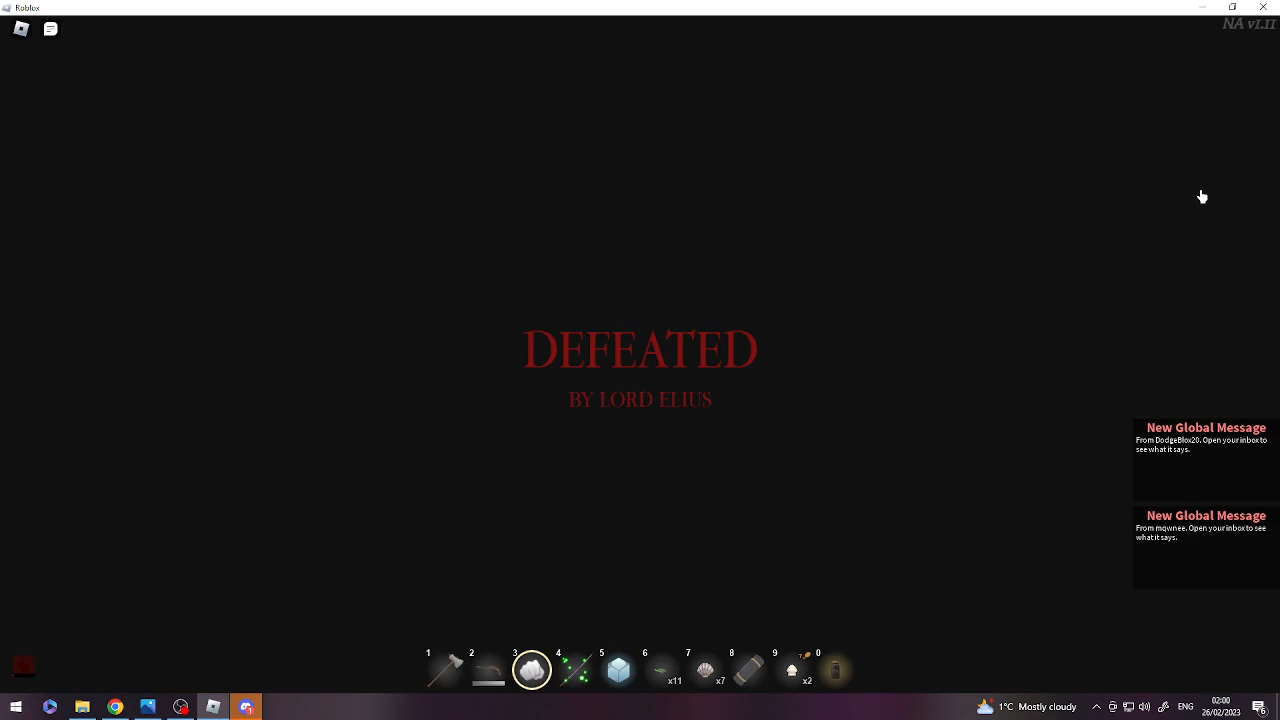 Roblox
NA v1.11
DEFEATED
BY LORD ELIUS
New Global Message
From DodgeBlox20. Open your inbox to
see what it says.
New Global Message
From mqwnee. Open your inbox to see
what it says.
1 2 3 4 5 6 7 8 9 0
x11 x7 x2
1°C Mostly cloudy
ENG
02:00
26/02/2023